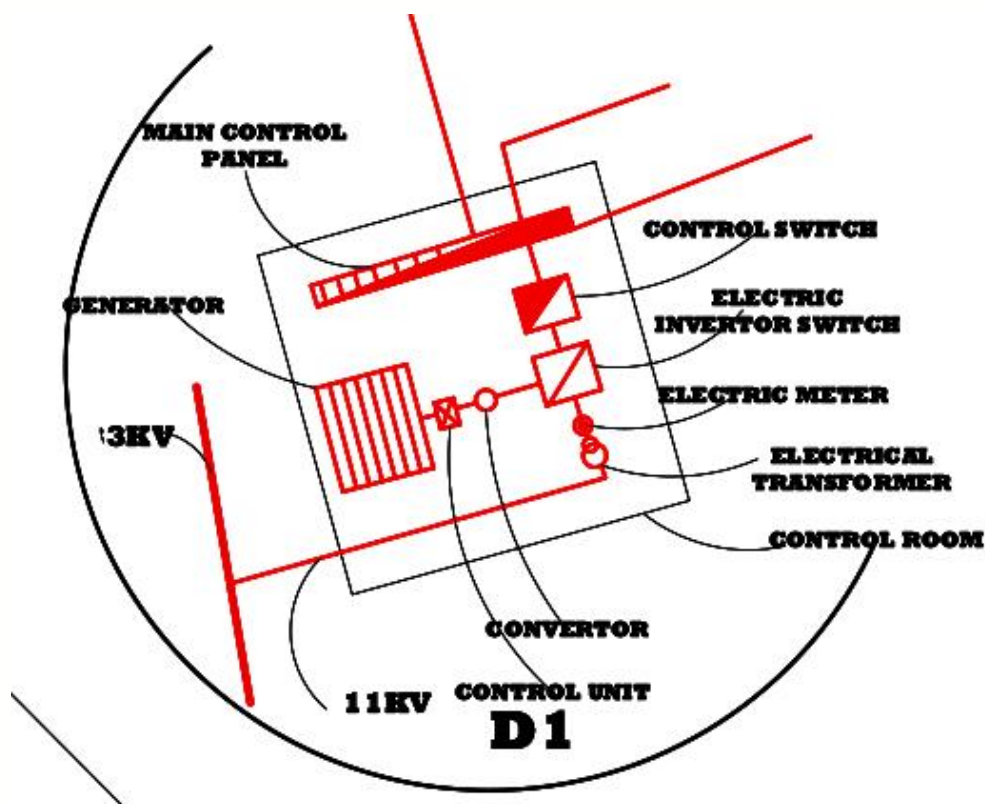 MAIN CONTROL
PANEL
CONTROL SWITCH
GENERATOR
ELECTRIC
INVERTOR SWITCH
ELECTRIC METER
3KV
ELECTRICAL
TRANSFORMER
CONTROL ROOM
CONVERTOR
CONTROL UNIT
11KV
D1